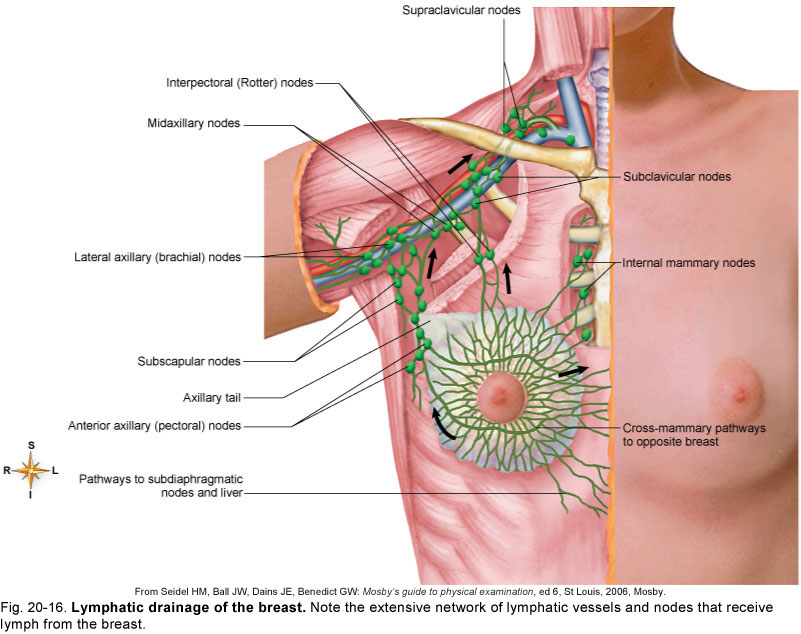 Supraclavicular nodes
Interpectoral (Rotter) nodes
Midaxillary nodes
Subclavicular nodes
Lateral axillary (brachial) nodes
Internal mammary nodes
Subscapular nodes
Axillary tail
Anterior axillary (pectoral) nodes
Cross-mammary pathways
to opposite breast
S
R L
I
Pathways to subdiaphragmatic
nodes and liver
From Seidel HM, Ball JW, Dains JE, Benedict GW: Mosby's guide to physical examination, ed 6, St Louis, 2006, Mosby.
Fig. 20-16. Lymphatic drainage of the breast. Note the extensive network of lymphatic vessels and nodes that receive
lymph from the breast.